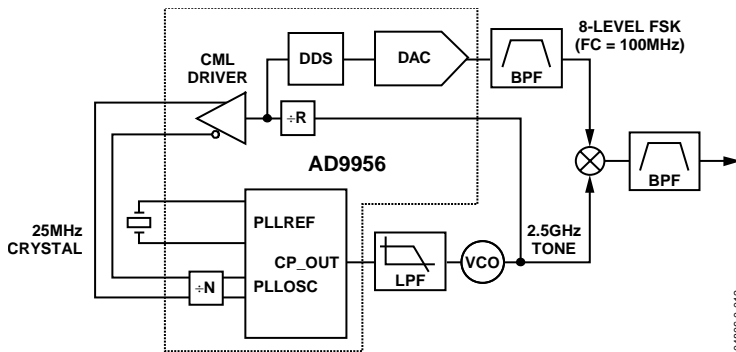 8-LEVEL FSK
(FC = 100MHz)
CML
DRIVER
DDS
DAC
BPF
÷R
AD9956
BPF
PLLREF
25MHz
CRYSTAL
CP_OUT
÷N
PLLOSC
LPF
VCO
2.5GHz
TONE